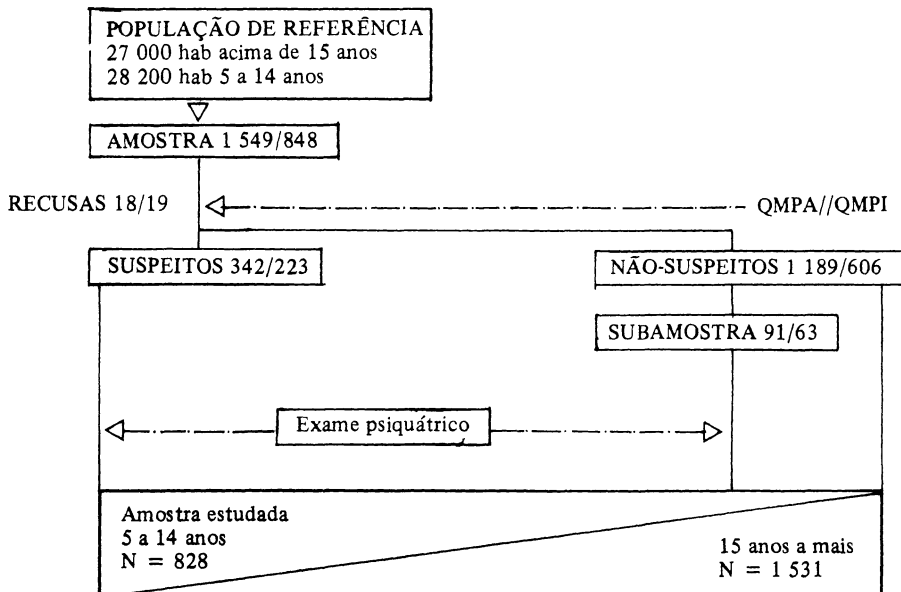 POPULAÇÃO DE REFERÊNCIA
27 000 hab acima de 15 anos
28 200 hab 5 a 14 anos
AMOSTRA 1 549/848
RECUSAS 18/19
QMPA//QMPI
SUSPEITOS 342/223
NÃO-SUSPEITOS 1 189/606
SUBAMOSTRA 91/63
Exame psiquátrico
Amostra estudada
5 a 14 anos
N = 828
15 anos a mais
N = 1 531